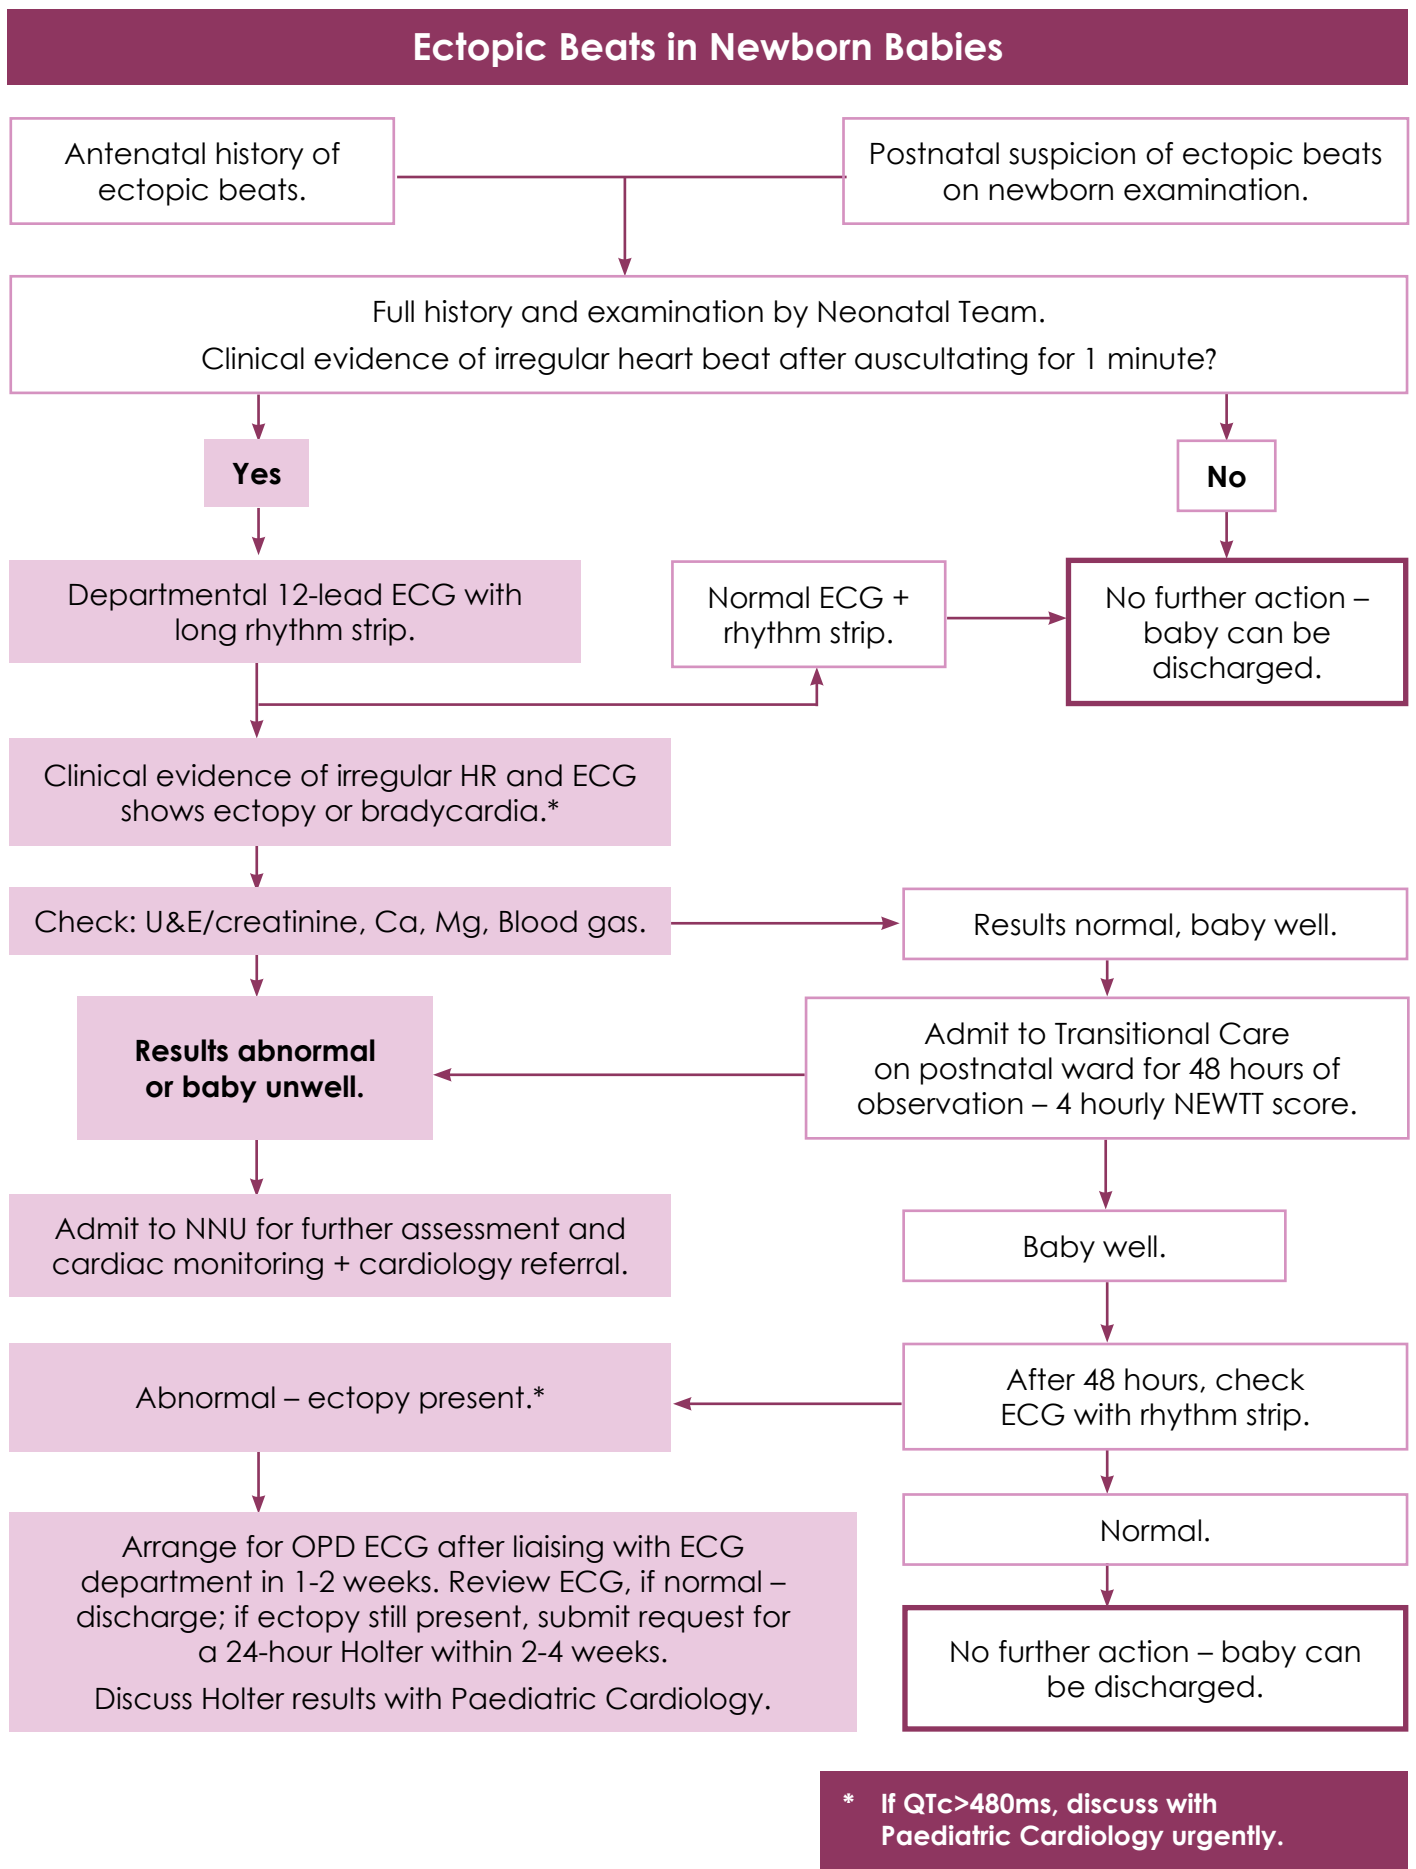 Ectopic Beats in Newborn Babies
Antenatal history of
ectopic beats.
Postnatal suspicion of ectopic beats
on newborn examination.
Full history and examination by Neonatal Team.
Clinical evidence of irregular heart beat after auscultating for 1 minute?
Yes
No
Departmental 12-lead ECG with
long rhythm strip.
Normal ECG +
rhythm strip.
No further action –
baby can be
discharged.
Clinical evidence of irregular HR and ECG
shows ectopy or bradycardia.*
Check: U&E/creatinine, Ca, Mg, Blood gas.
Results normal, baby well.
Results abnormal
or baby unwell.
Admit to Transitional Care
on postnatal ward for 48 hours of
observation – 4 hourly NEWTT score.
Admit to NNU for further assessment and
cardiac monitoring + cardiology referral.
Baby well.
Abnormal – ectopy present.*
After 48 hours, check
ECG with rhythm strip.
Arrange for OPD ECG after liaising with ECG
department in 1-2 weeks. Review ECG, if normal –
discharge; if ectopy still present, submit request for
a 24-hour Holter within 2-4 weeks.
Discuss Holter results with Paediatric Cardiology.
Normal.
No further action – baby can
be discharged.
* If QTc>480ms, discuss with
Paediatric Cardiology urgently.